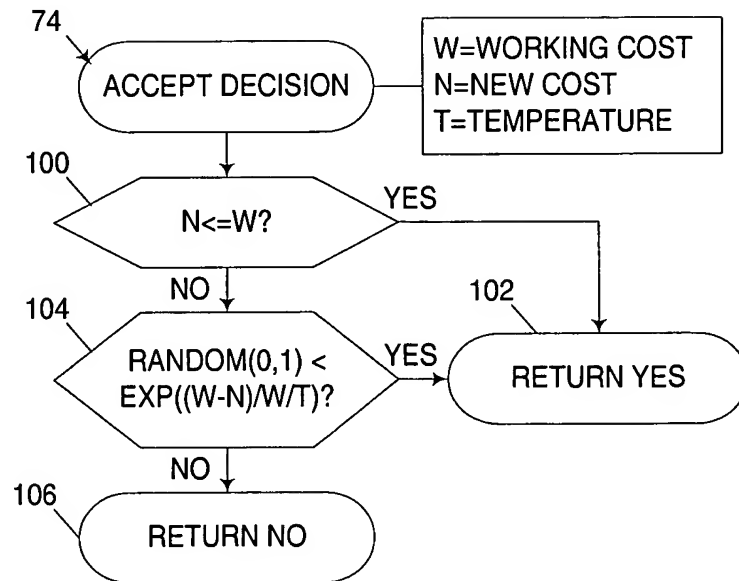 74
ACCEPT DECISION
W=WORKING COST
N=NEW COST
T=TEMPERATURE
100
N<=W?
YES
NO
104
RANDOM(0,1) <
EXP((W-N)/W/T)?
YES
102
RETURN YES
NO
106
RETURN NO